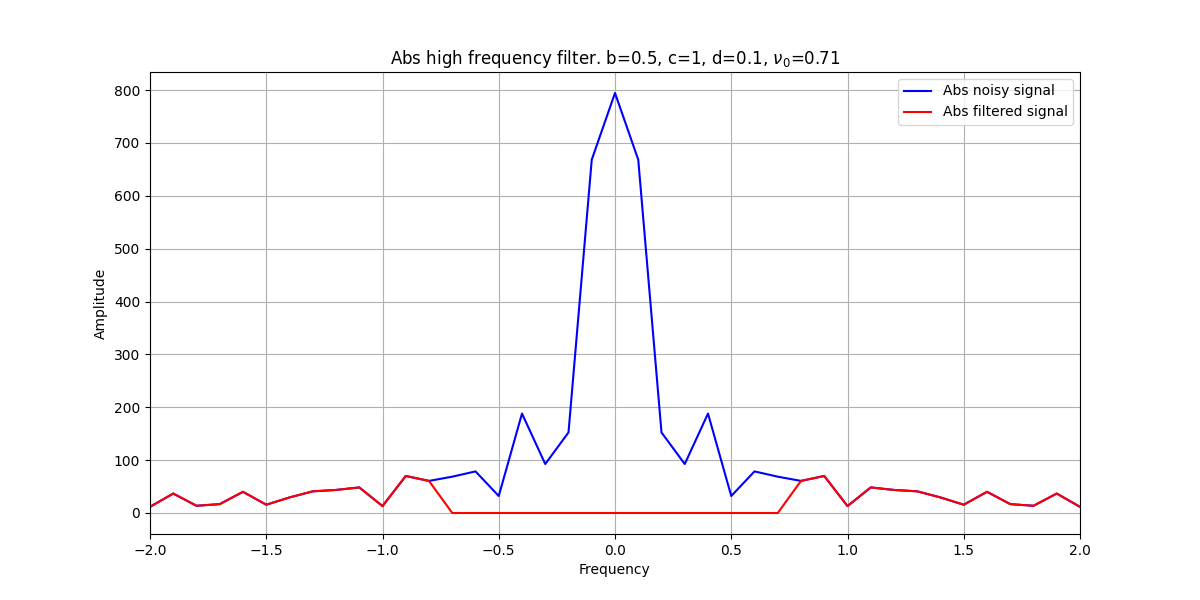 Abs high frequency filter. b=0.5, c=1, d=0.1, ν₀=0.71
Abs noisy signal
Abs filtered signal
Amplitude
800
700
600
500
400
300
200
100
0
−2.0 −1.5 −1.0 −0.5 0.0 0.5 1.0 1.5 2.0
Frequency